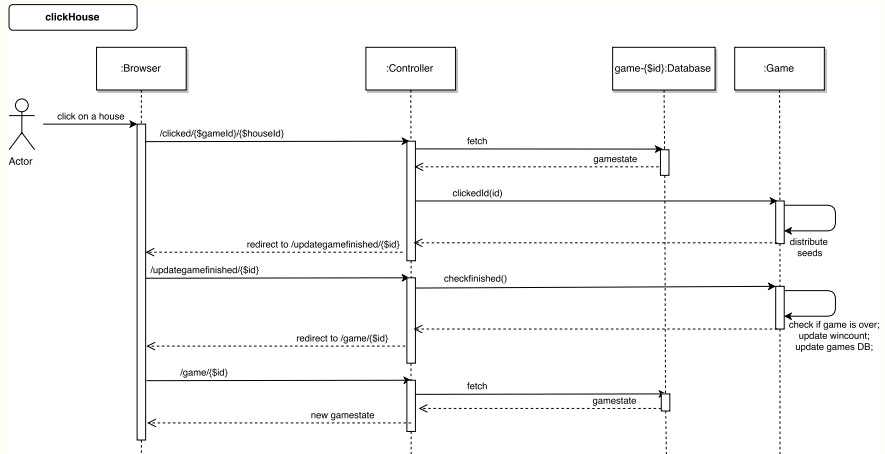 clickHouse
:Browser
:Controller
game-{$id}:Database
:Game
click on a house
Actor
/clicked/{$gameId}/{$houseId}
fetch
gamestate
clickedId(id)
distribute
seeds
redirect to /updategamefinished/{$id}
/updategamefinished/{$id}
checkfinished()
check if game is over;
update wincount;
update games DB;
redirect to /game/{$id}
/game/{$id}
fetch
gamestate
new gamestate